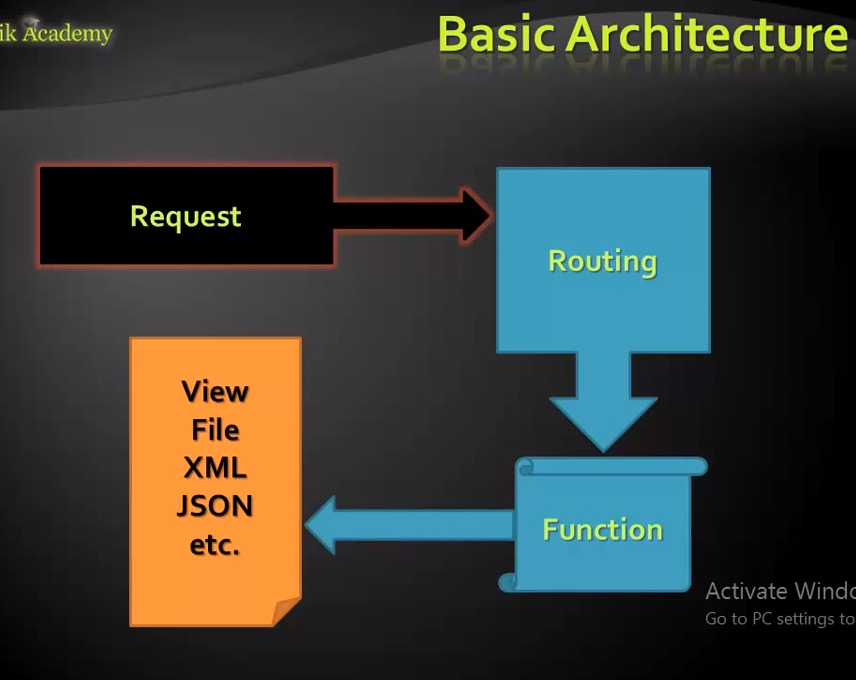 ik Academy
Basic Architecture
Request
Routing
View
File
XML
JSON
etc.
Function
Activate Windo
Go to PC settings to